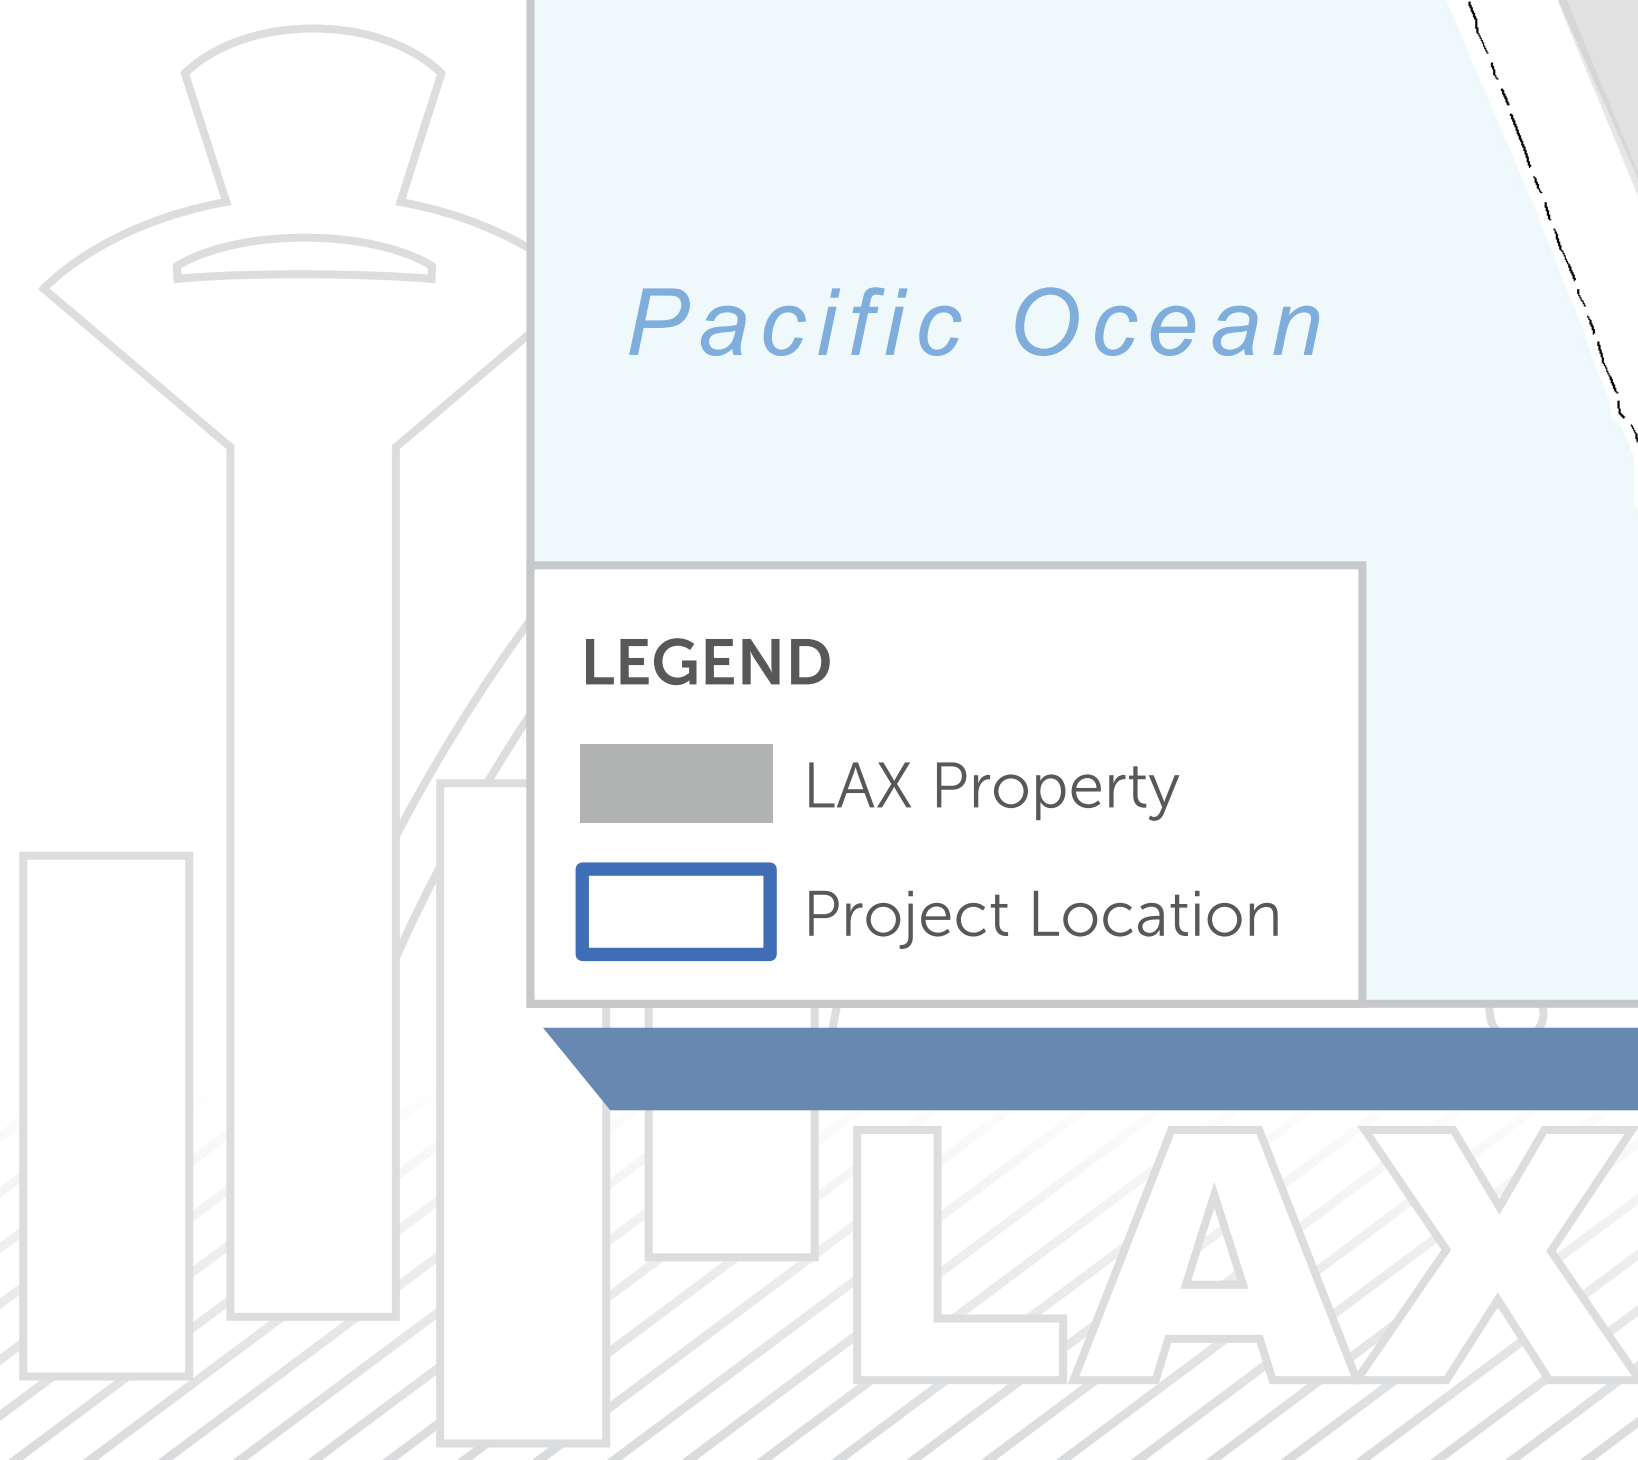 Pacific Ocean
LEGEND
LAX Property
Project Location
LAX